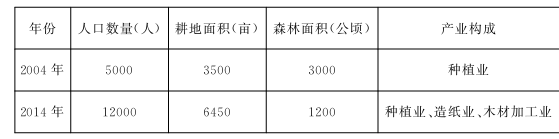 年份 人口数量(人) 耕地面积(亩) 森林面积(公顷) 产业构成
2004年 5000 3500 3000 种植业
2014年 12000 6450 1200 种植业、造纸业、木材加工业